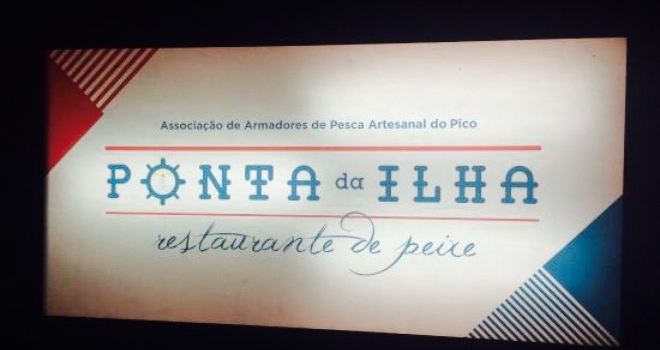 Associação de Armadores de Pesca Artesanal do Pico
PONTA da ILHA
restaurante de peixe